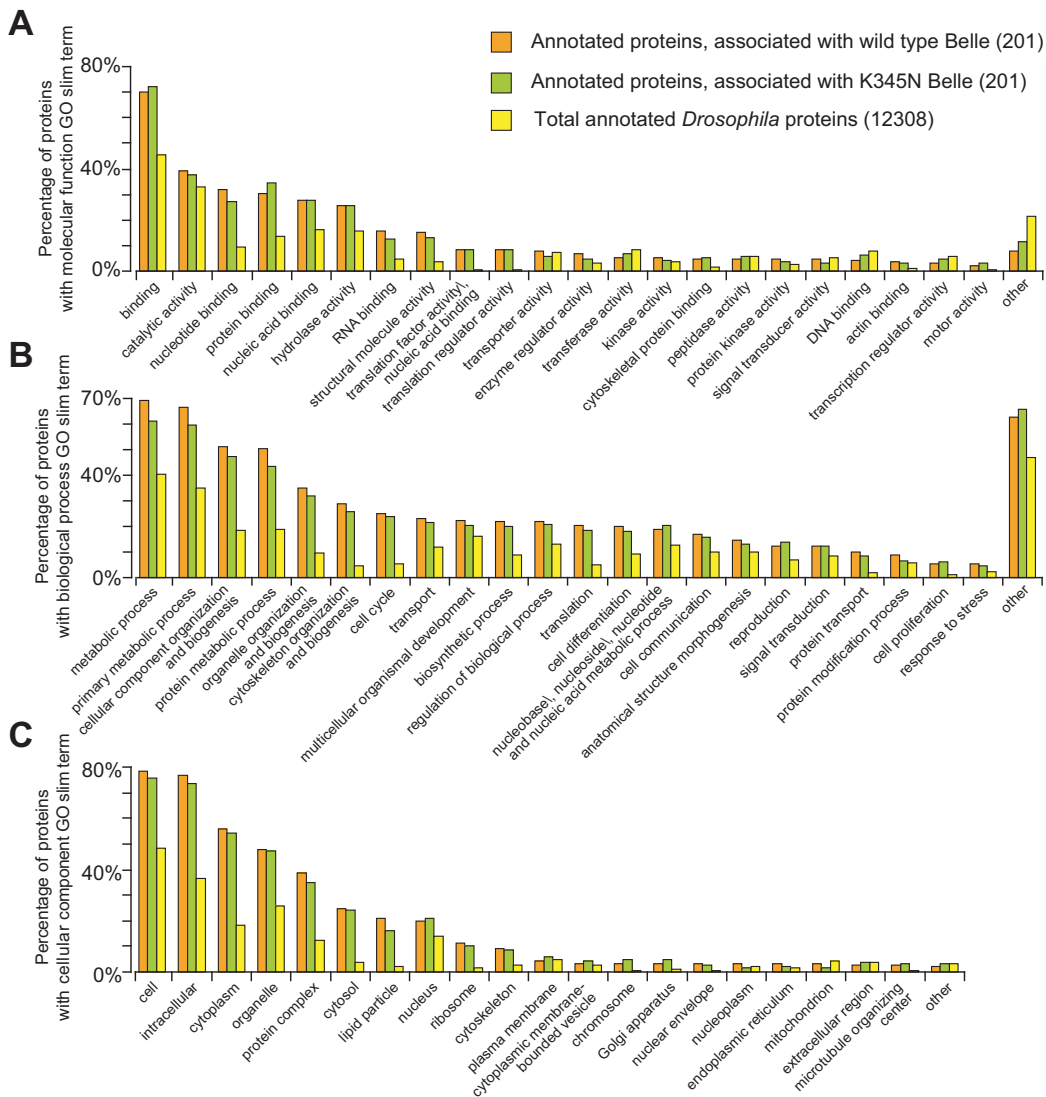 A
Annotated proteins, associated with wild type Belle (201)
Annotated proteins, associated with K345N Belle (201)
Total annotated Drosophila proteins (12308)
Percentage of proteins
with molecular function GO slim term
80%
40%
0%
binding
catalytic activity
nucleotide binding
protein binding
nucleic acid binding
hydrolase activity
RNA binding
structural molecule activity
translation factor activity\,
nucleic acid binding
translation regulator activity
transporter activity
enzyme regulator activity
transferase activity
kinase activity
cytoskeletal protein binding
peptidase activity
protein kinase activity
signal transducer activity
DNA binding
actin binding
transcription regulator activity
motor activity
other
B
Percentage of proteins
with biological process GO slim term
70%
40%
0%
metabolic process
primary metabolic process
cellular component organization
and biogenesis
protein metabolic process
organelle organization
and biogenesis
cytoskeleton organization
and biogenesis
cell cycle
transport
multicellular organismal development
biosynthetic process
regulation of biological process
translation
cell differentiation
nucleobase\, nucleoside\, nucleotide
and nucleic acid metabolic process
cell communication
anatomical structure morphogenesis
reproduction
signal transduction
protein transport
protein modification process
cell proliferation
response to stress
other
C
Percentage of proteins
with cellular component GO slim term
80%
40%
0%
cell
intracellular
cytoplasm
organelle
protein complex
cytosol
lipid particle
nucleus
ribosome
cytoskeleton
plasma membrane
cytoplasmic membrane-
bounded vesicle
chromosome
Golgi apparatus
nuclear envelope
nucleoplasm
endoplasmic reticulum
mitochondrion
extracellular region
microtubule organizing
center
other